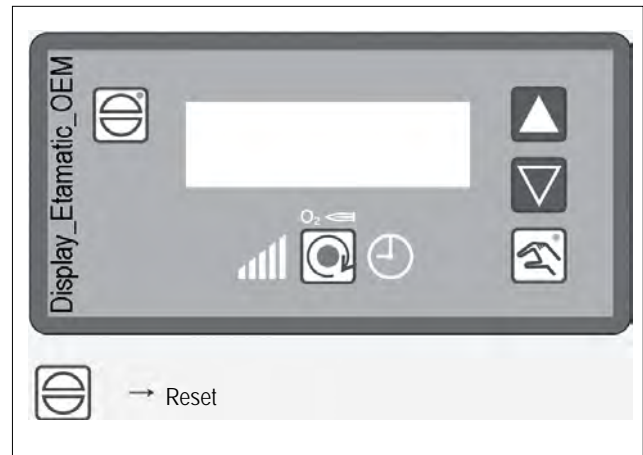 Display_Etamatic_OEM
O₂
→ Reset